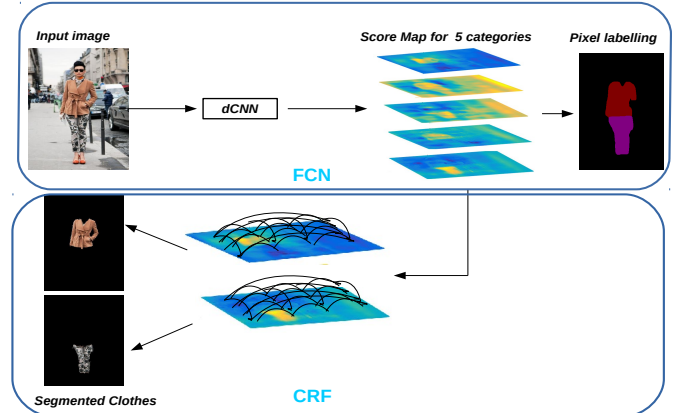 Input image
Score Map for 5 categories
Pixel labelling
dCNN
FCN
Segmented Clothes
CRF